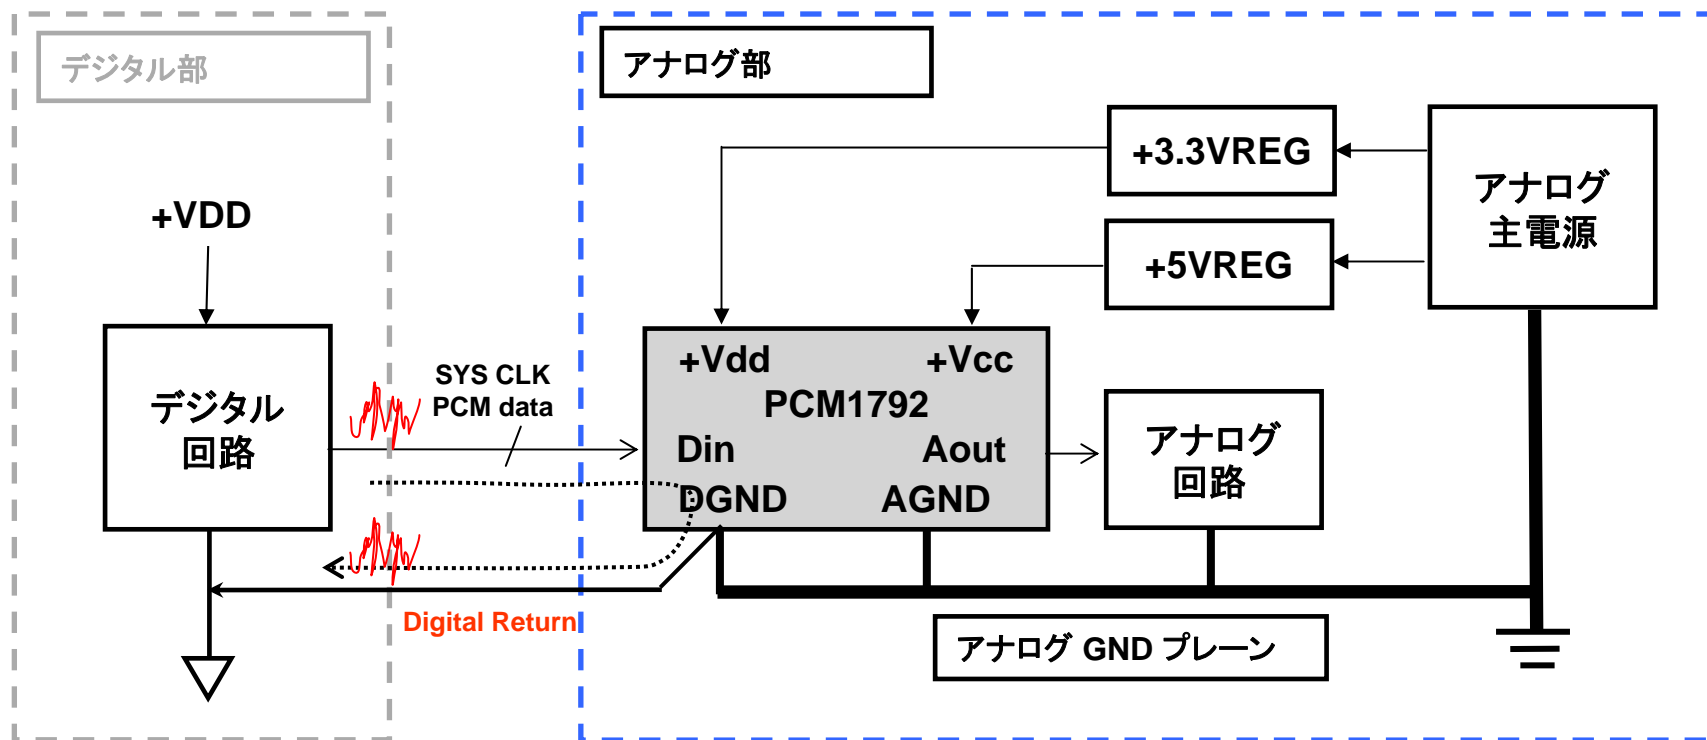 デジタル部
アナログ部
+3.3VREG
アナログ
主電源
+VDD
+5VREG
デジタル
回路
SYS CLK
PCM data
+Vdd
+Vcc
PCM1792
Din
Aout
DGND
AGND
アナログ
回路
Digital Return
アナログ GND プレーン